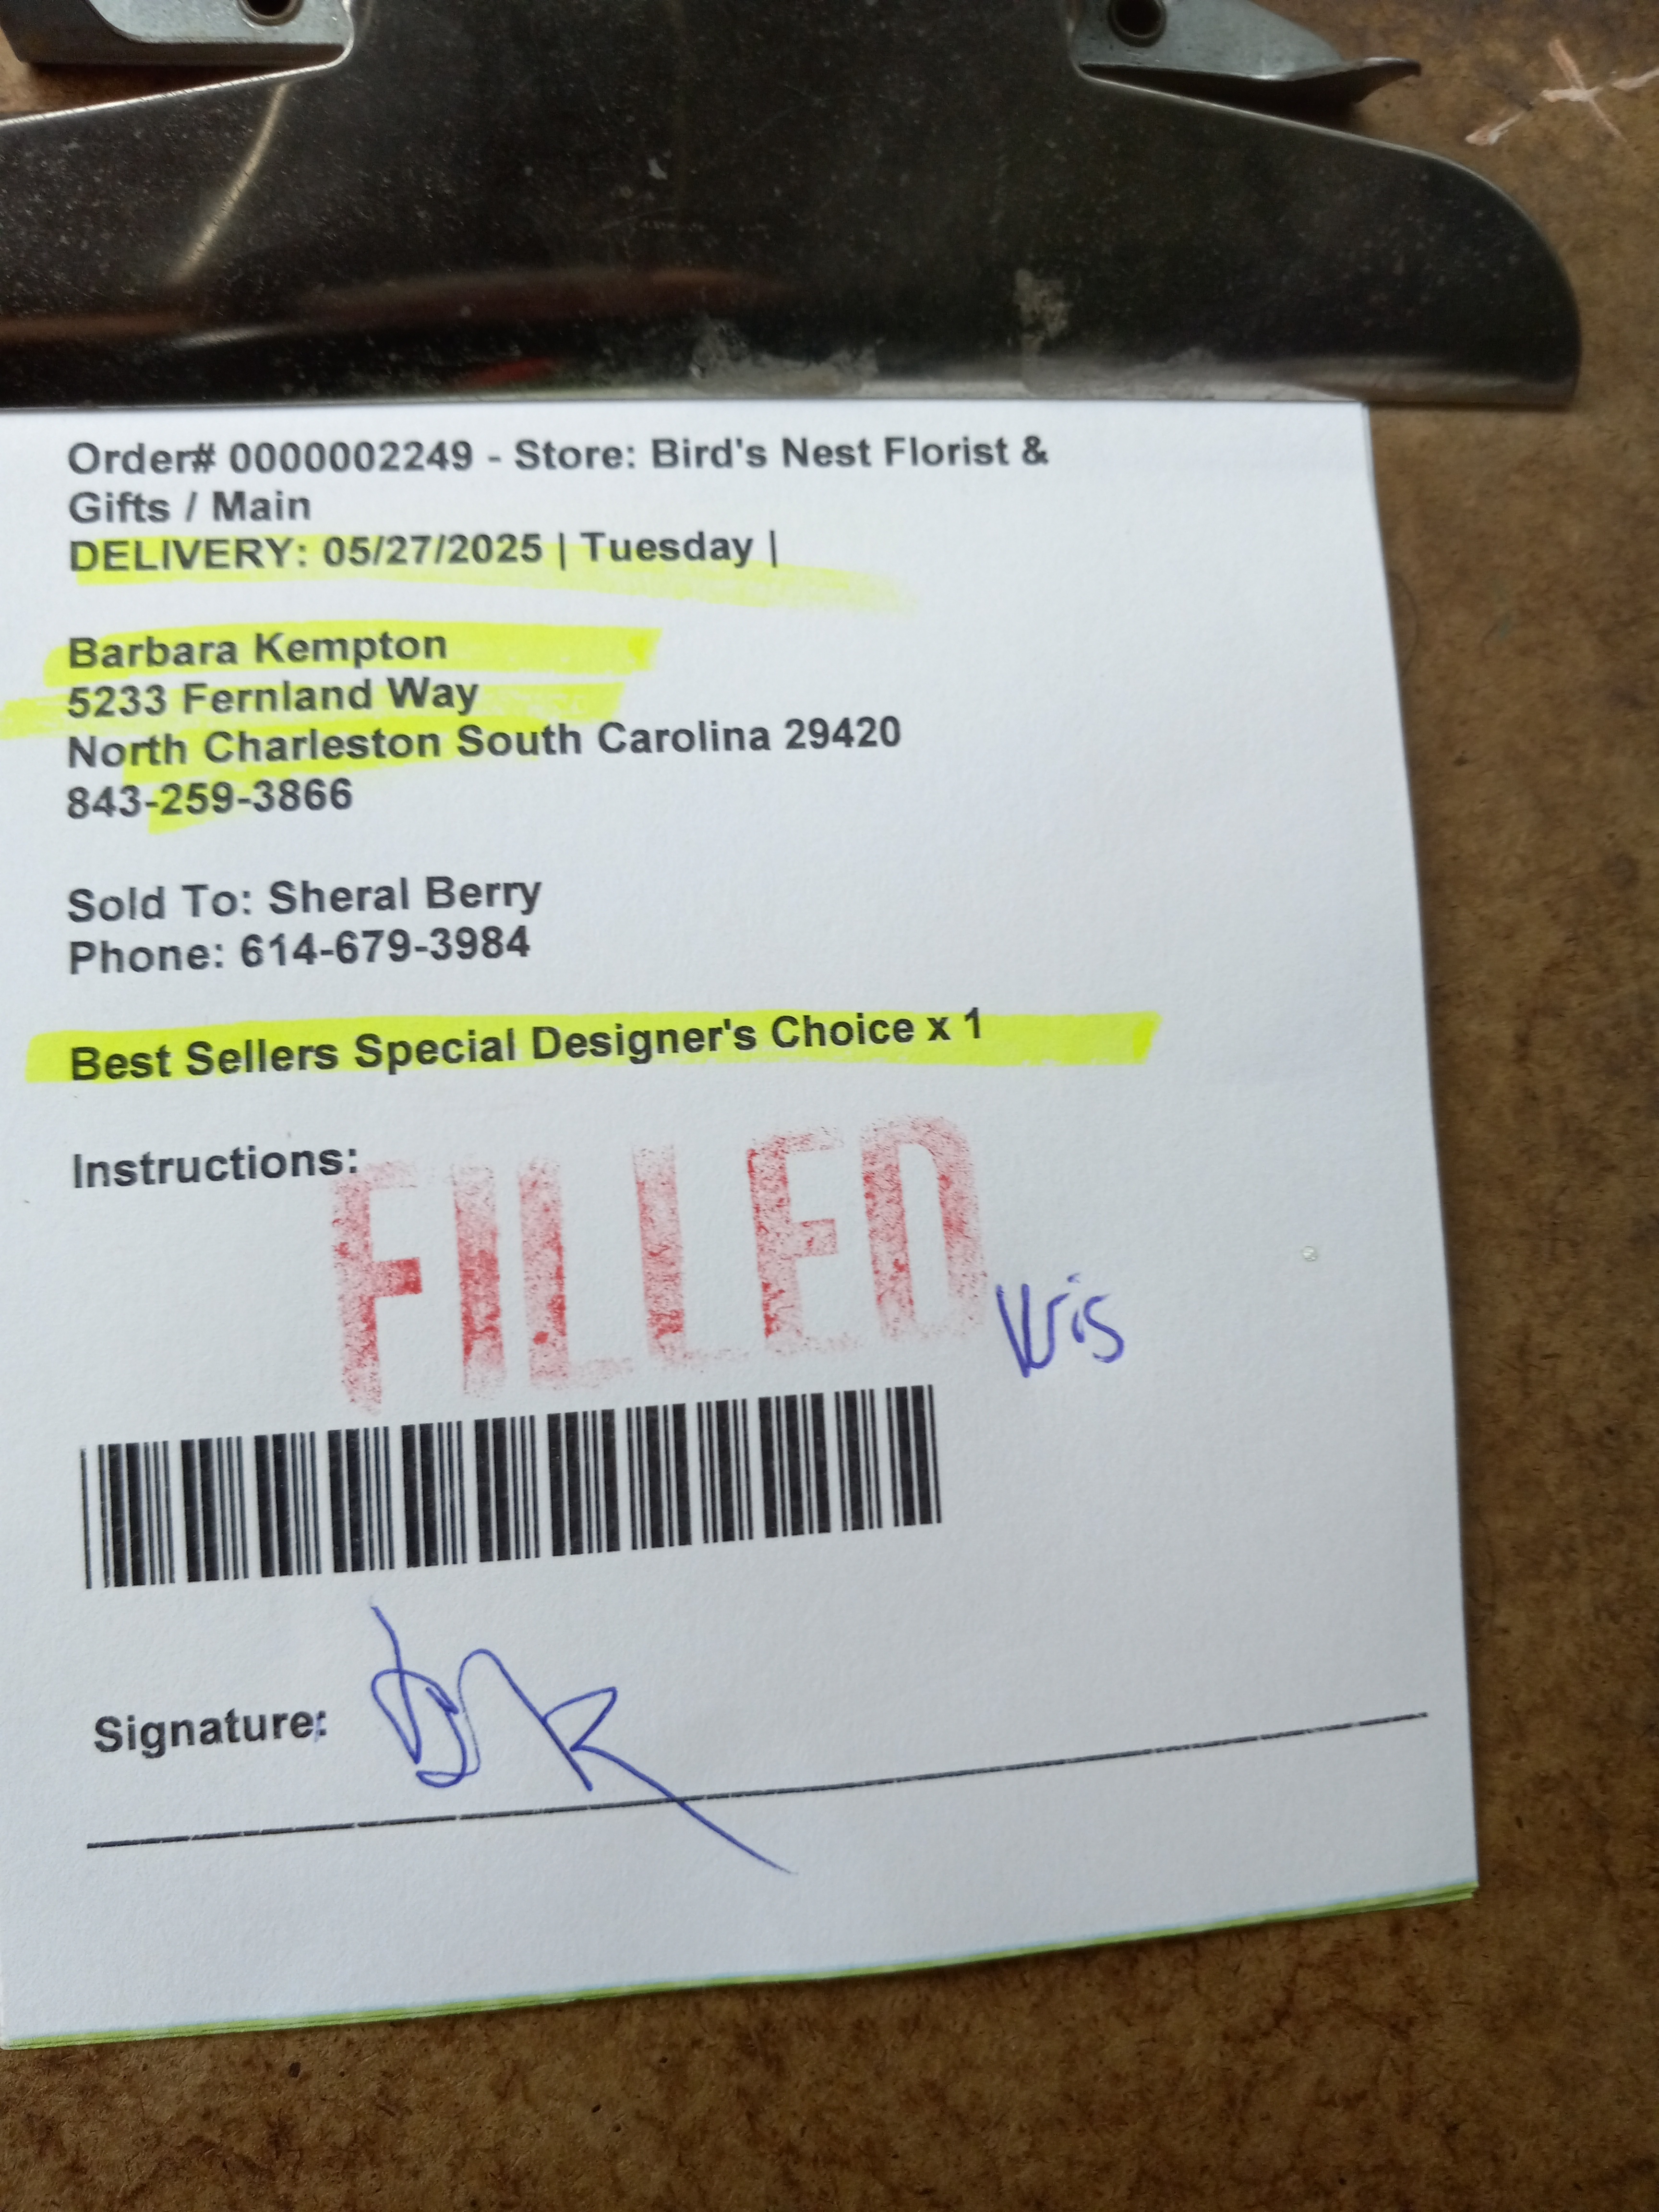 Order# 0000002249 - Store: Bird's Nest Florist &
Gifts / Main
DELIVERY: 05/27/2025 | Tuesday |
Barbara Kempton
5233 Fernland Way
North Charleston South Carolina 29420
843-259-3866
Sold To: Sheral Berry
Phone: 614-679-3984
Best Sellers Special Designer's Choice x 1
Instructions:
FILLED
Kris
Signature: